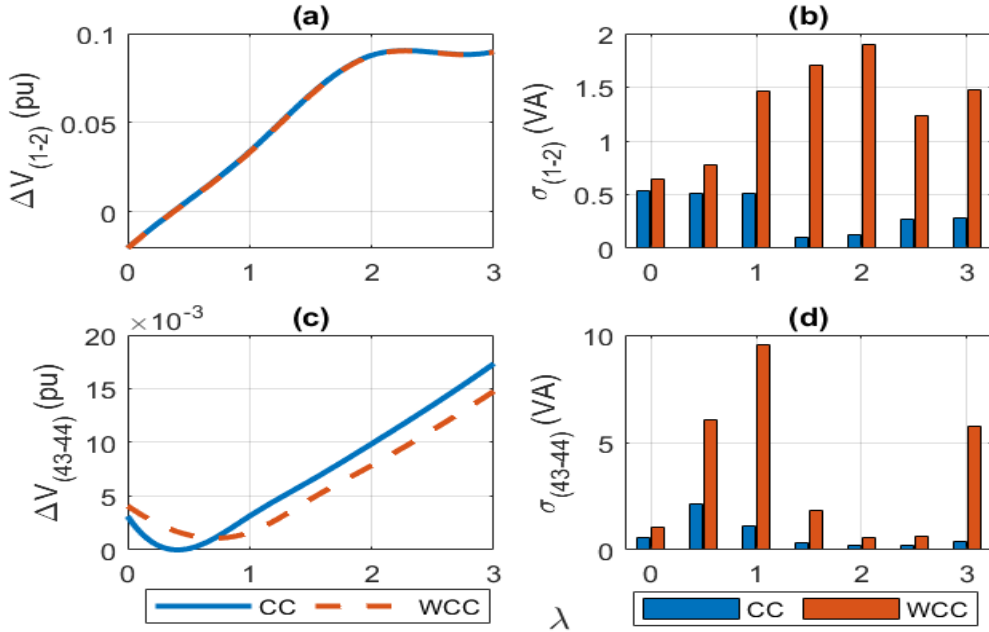 (a)
0.1
0.05
0
0 1 2 3
ΔV(1-2) (pu)
(b)
2
1.5
1
0.5
0
0 1 2 3
σ(1-2) (VA)
(c)
×10-3
20
15
10
5
0
0 1 2 3
ΔV(43-44) (pu)
(d)
10
5
0
0 1 2 3
σ(43-44) (VA)
CC WCC
λ
CC WCC